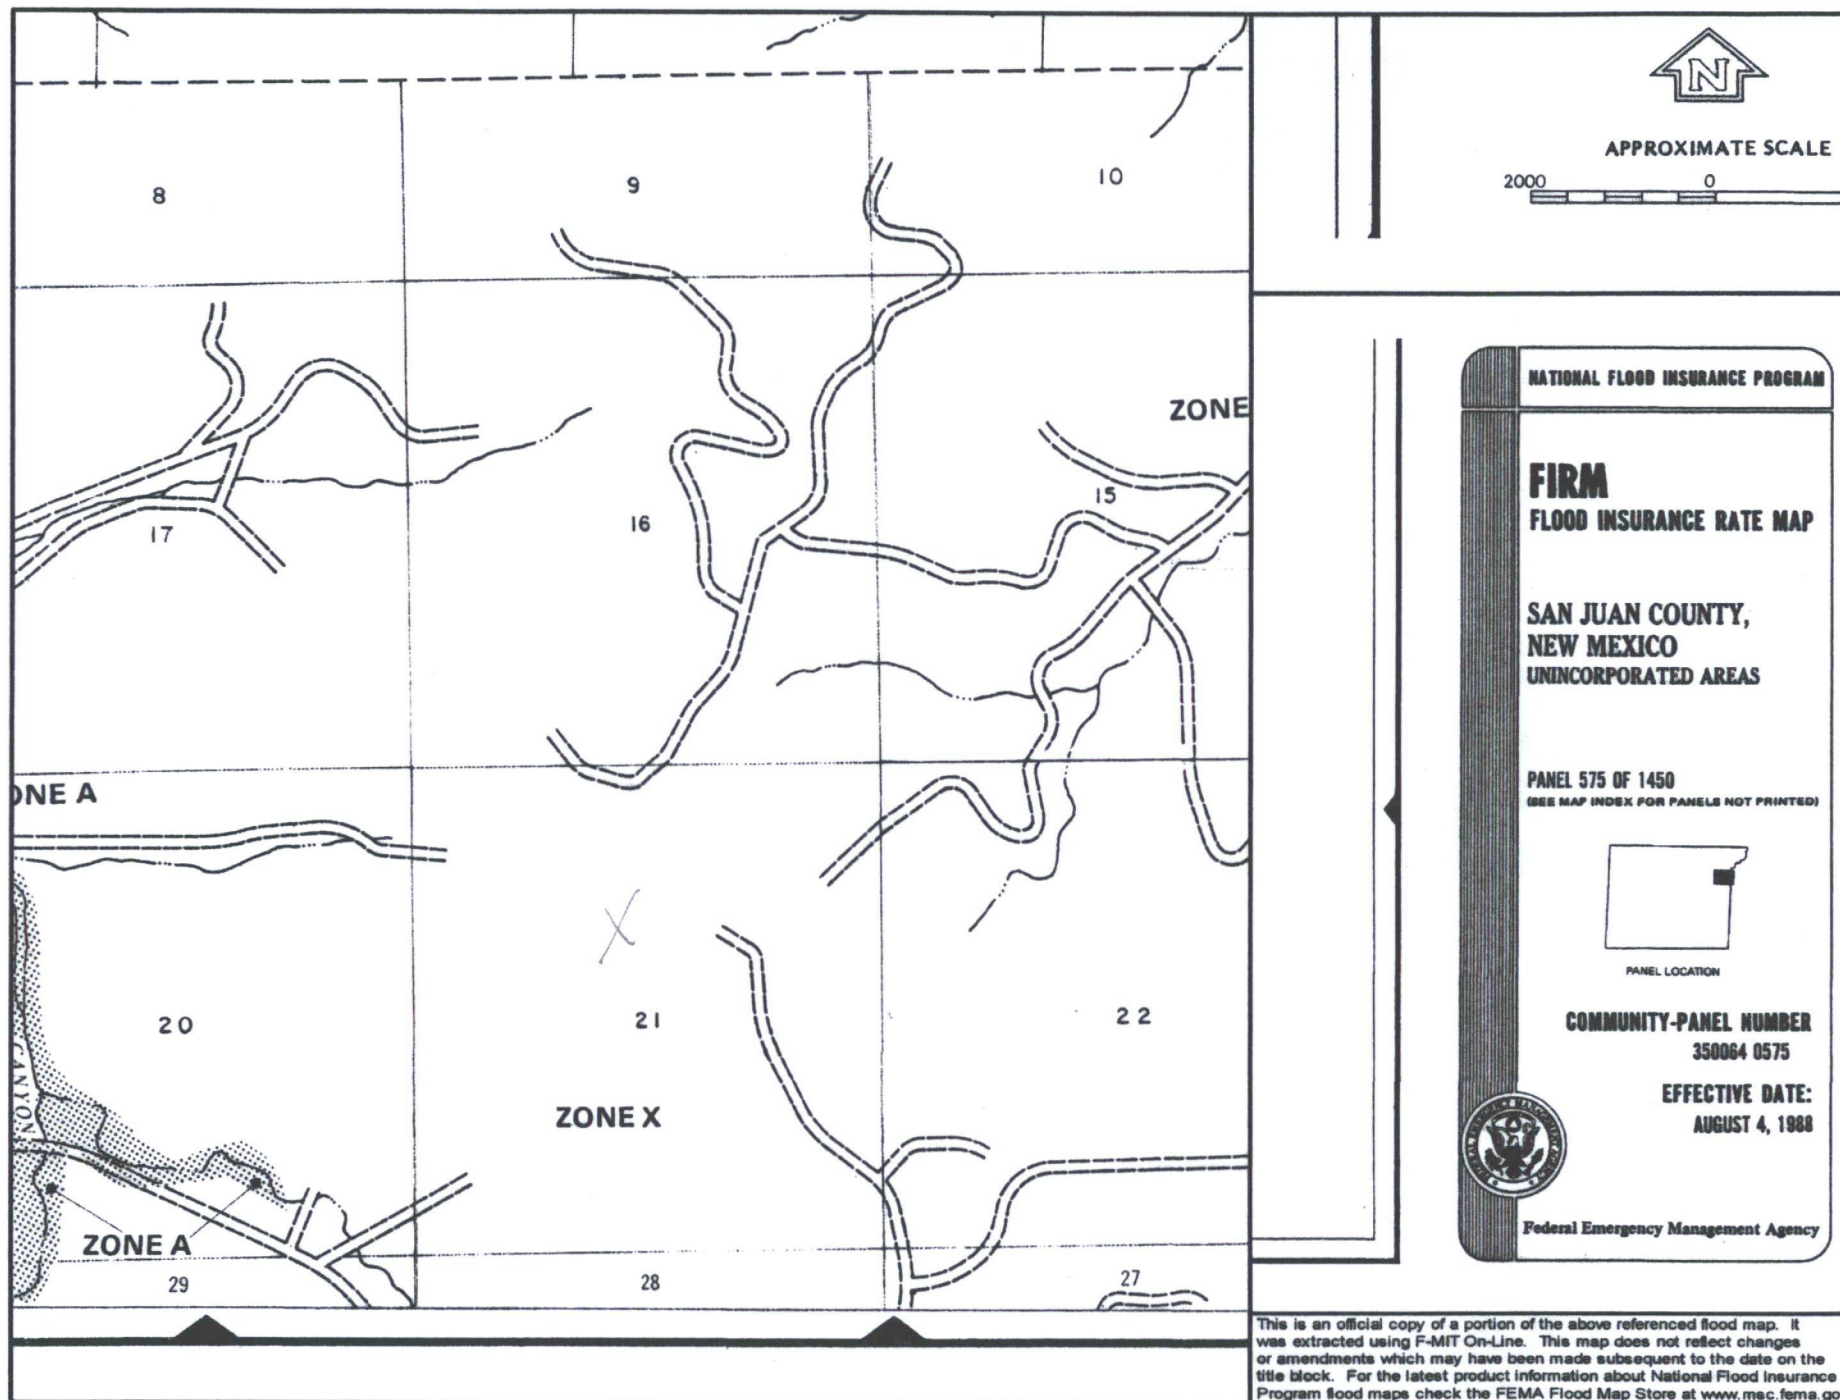 8
9
10
ZONE
15
16
17
ONE A
20
21
22
CANYON
ZONE X
ZONE A
29
28
27
N
APPROXIMATE SCALE
2000 0
NATIONAL FLOOD INSURANCE PROGRAM
FIRM
FLOOD INSURANCE RATE MAP
SAN JUAN COUNTY,
NEW MEXICO
UNINCORPORATED AREAS
PANEL 575 OF 1450
(SEE MAP INDEX FOR PANELS NOT PRINTED)
PANEL LOCATION
COMMUNITY-PANEL NUMBER
350064 0575
EFFECTIVE DATE:
AUGUST 4, 1988
Federal Emergency Management Agency
This is an official copy of a portion of the above referenced flood map. It
was extracted using F-MIT On-Line. This map does not reflect changes
or amendments which may have been made subsequent to the date on the
title block. For the latest product information about National Flood Insurance
Program flood maps check the FEMA Flood Map Store at www.msc.fema.go
X